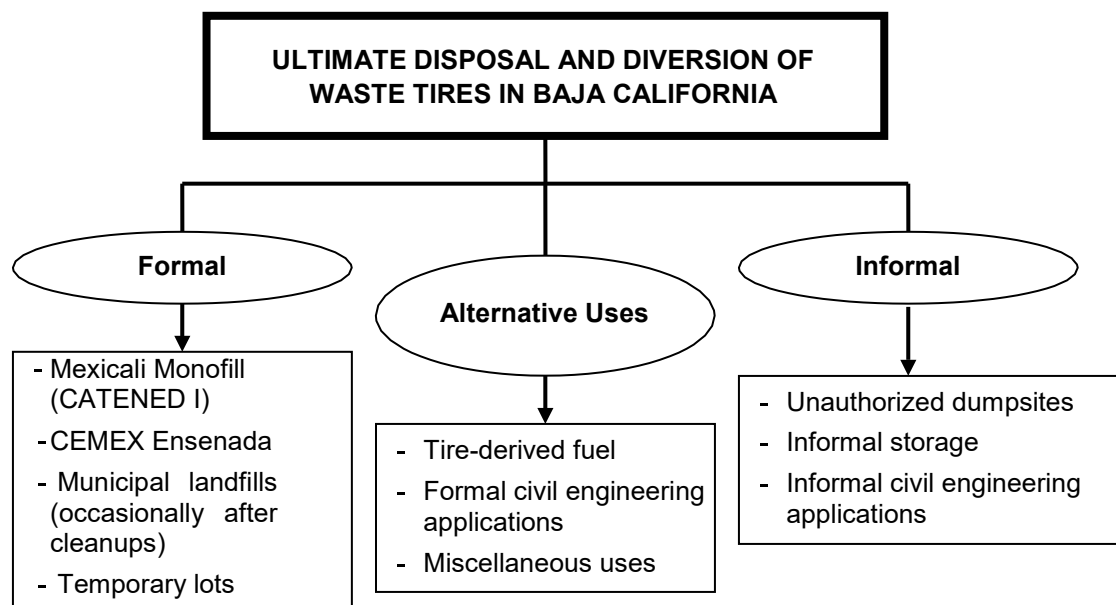 ULTIMATE DISPOSAL AND DIVERSION OF
WASTE TIRES IN BAJA CALIFORNIA
Formal
Alternative Uses
Informal
- Mexicali Monofill
(CATENED I)
-CEMEX Ensenada
- Municipal landfills
(occasionally after
cleanups)
- Temporary lots
- Tire-derived fuel
- Formal civil engineering
applications
- Miscellaneous uses
- Unauthorized dumpsites
- Informal storage
- Informal civil engineering
applications